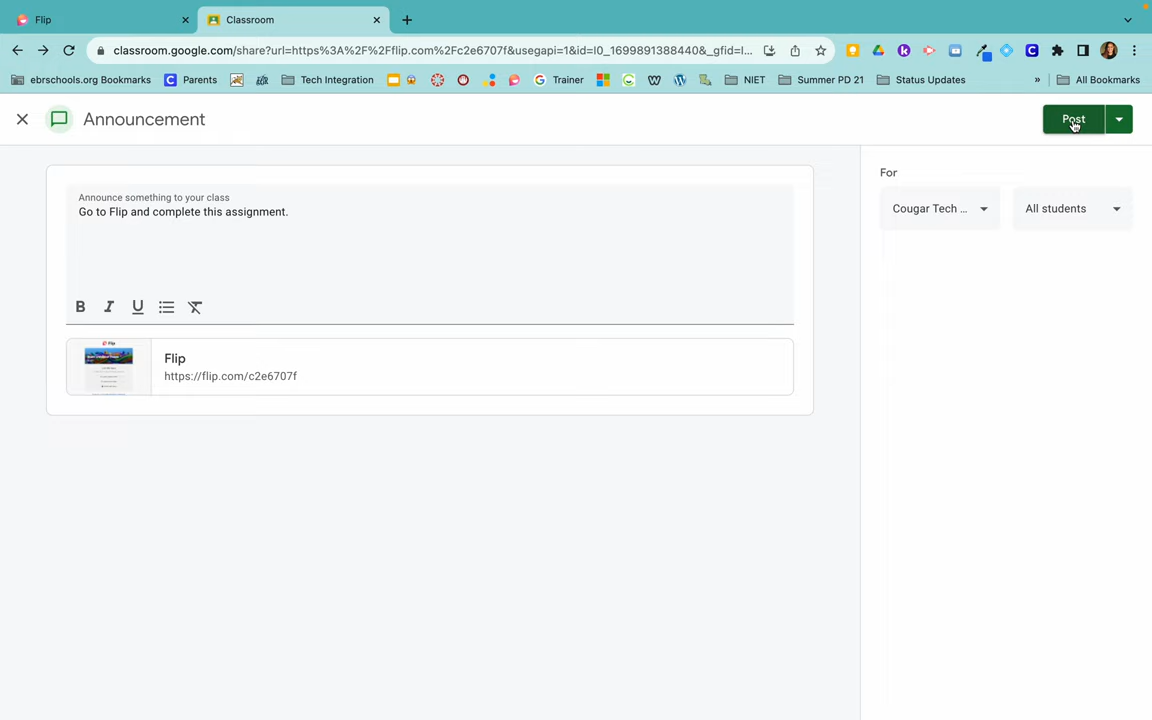 Flip
Classroom
classroom.google.com/share?url=https%3A%2F%2Fflip.com%2Fc2e6707f&usegapi=1&id=I0_1699891388440&_gfid=I...
ebrschools.org Bookmarks
Parents
Tech Integration
Trainer
NIET
Summer PD 21
Status Updates
»
All Bookmarks
Announcement
Post
For
Cougar Tech ...
All students
Announce something to your class
Go to Flip and complete this assignment.
B I U
Flip
https://flip.com/c2e6707f